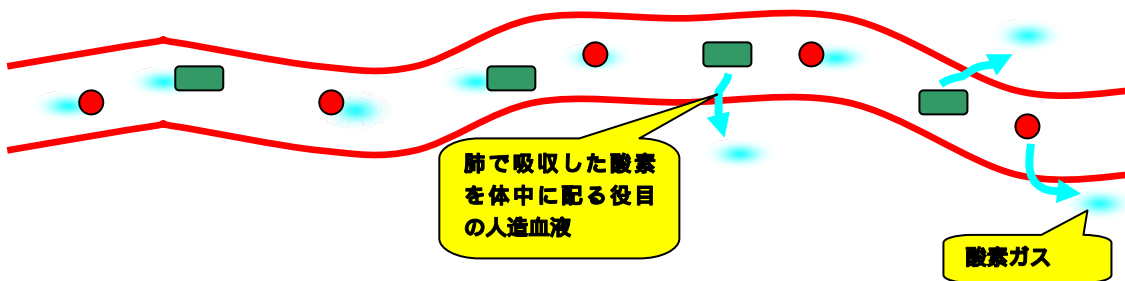 肺で吸収した酸素
を体中に配る役目
の人造血液
酸素ガス